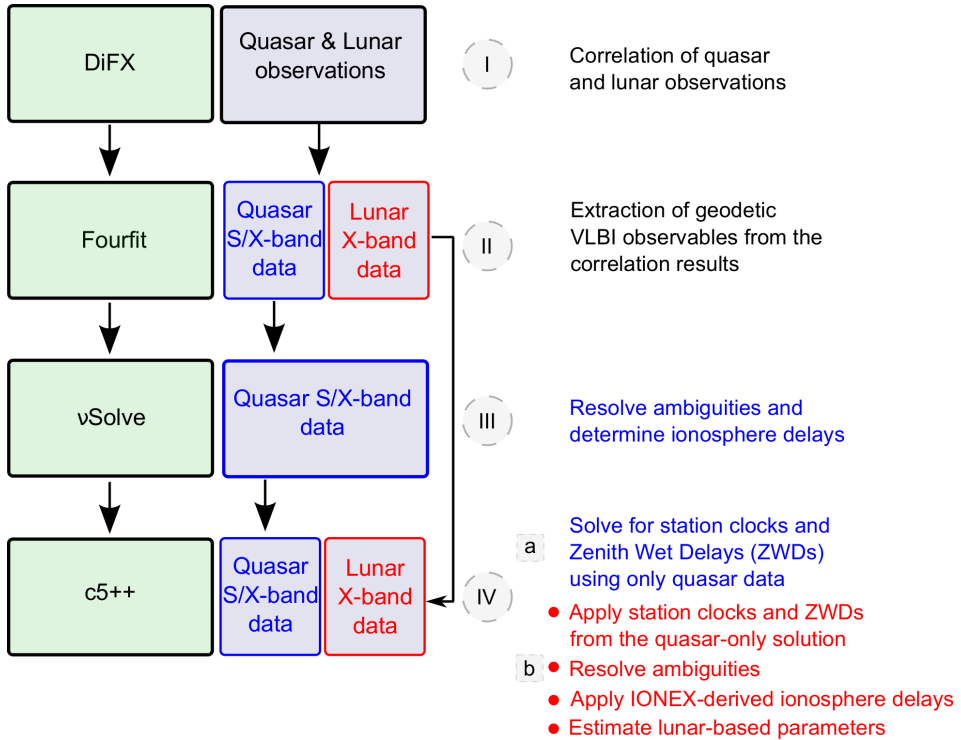 DiFX
Quasar & Lunar
observations
I
Correlation of quasar
and lunar observations
Fourfit
Quasar
S/X-band
data
Lunar
X-band
data
II
Extraction of geodetic
VLBI observables from the
correlation results
νSolve
Quasar S/X-band
data
III
Resolve ambiguities and
determine ionosphere delays
c5++
Quasar
S/X-band
data
Lunar
X-band
data
IV
a
Solve for station clocks and
Zenith Wet Delays (ZWDs)
using only quasar data
b
• Apply station clocks and ZWDs
from the quasar-only solution
• Resolve ambiguities
• Apply IONEX-derived ionosphere delays
• Estimate lunar-based parameters